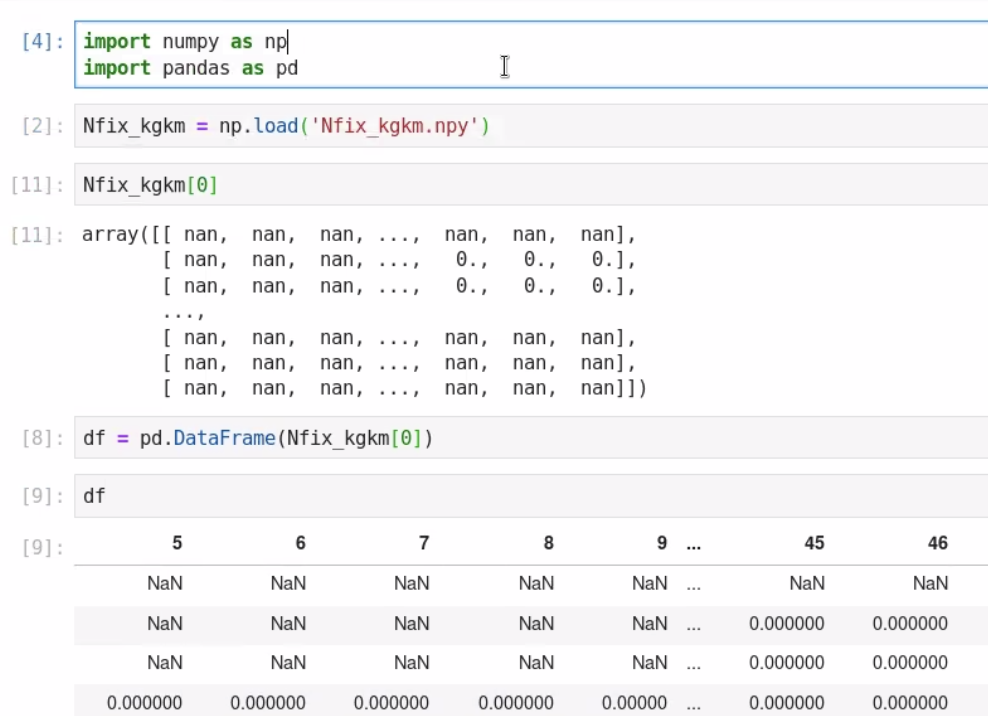 [4]: import numpy as np
import pandas as pd
[2]: Nfix_kgkm = np.load('Nfix_kgkm.npy')
[11]: Nfix_kgkm[0]
[11]: array([[ nan,  nan,  nan, ...,  nan,  nan,  nan],
[ nan,  nan,  nan, ...,   0.,   0.,   0.],
[ nan,  nan,  nan, ...,   0.,   0.,   0.],
...,
[ nan,  nan,  nan, ...,  nan,  nan,  nan],
[ nan,  nan,  nan, ...,  nan,  nan,  nan],
[ nan,  nan,  nan, ...,  nan,  nan,  nan]])
[8]: df = pd.DataFrame(Nfix_kgkm[0])
[9]: df
[9]: 5 6 7 8 9 ... 45 46
NaN NaN NaN NaN NaN ... NaN NaN
NaN NaN NaN NaN NaN ... 0.000000 0.000000
NaN NaN NaN NaN NaN ... 0.000000 0.000000
0.000000 0.000000 0.000000 0.000000 0.00000 ... 0.000000 0.000000